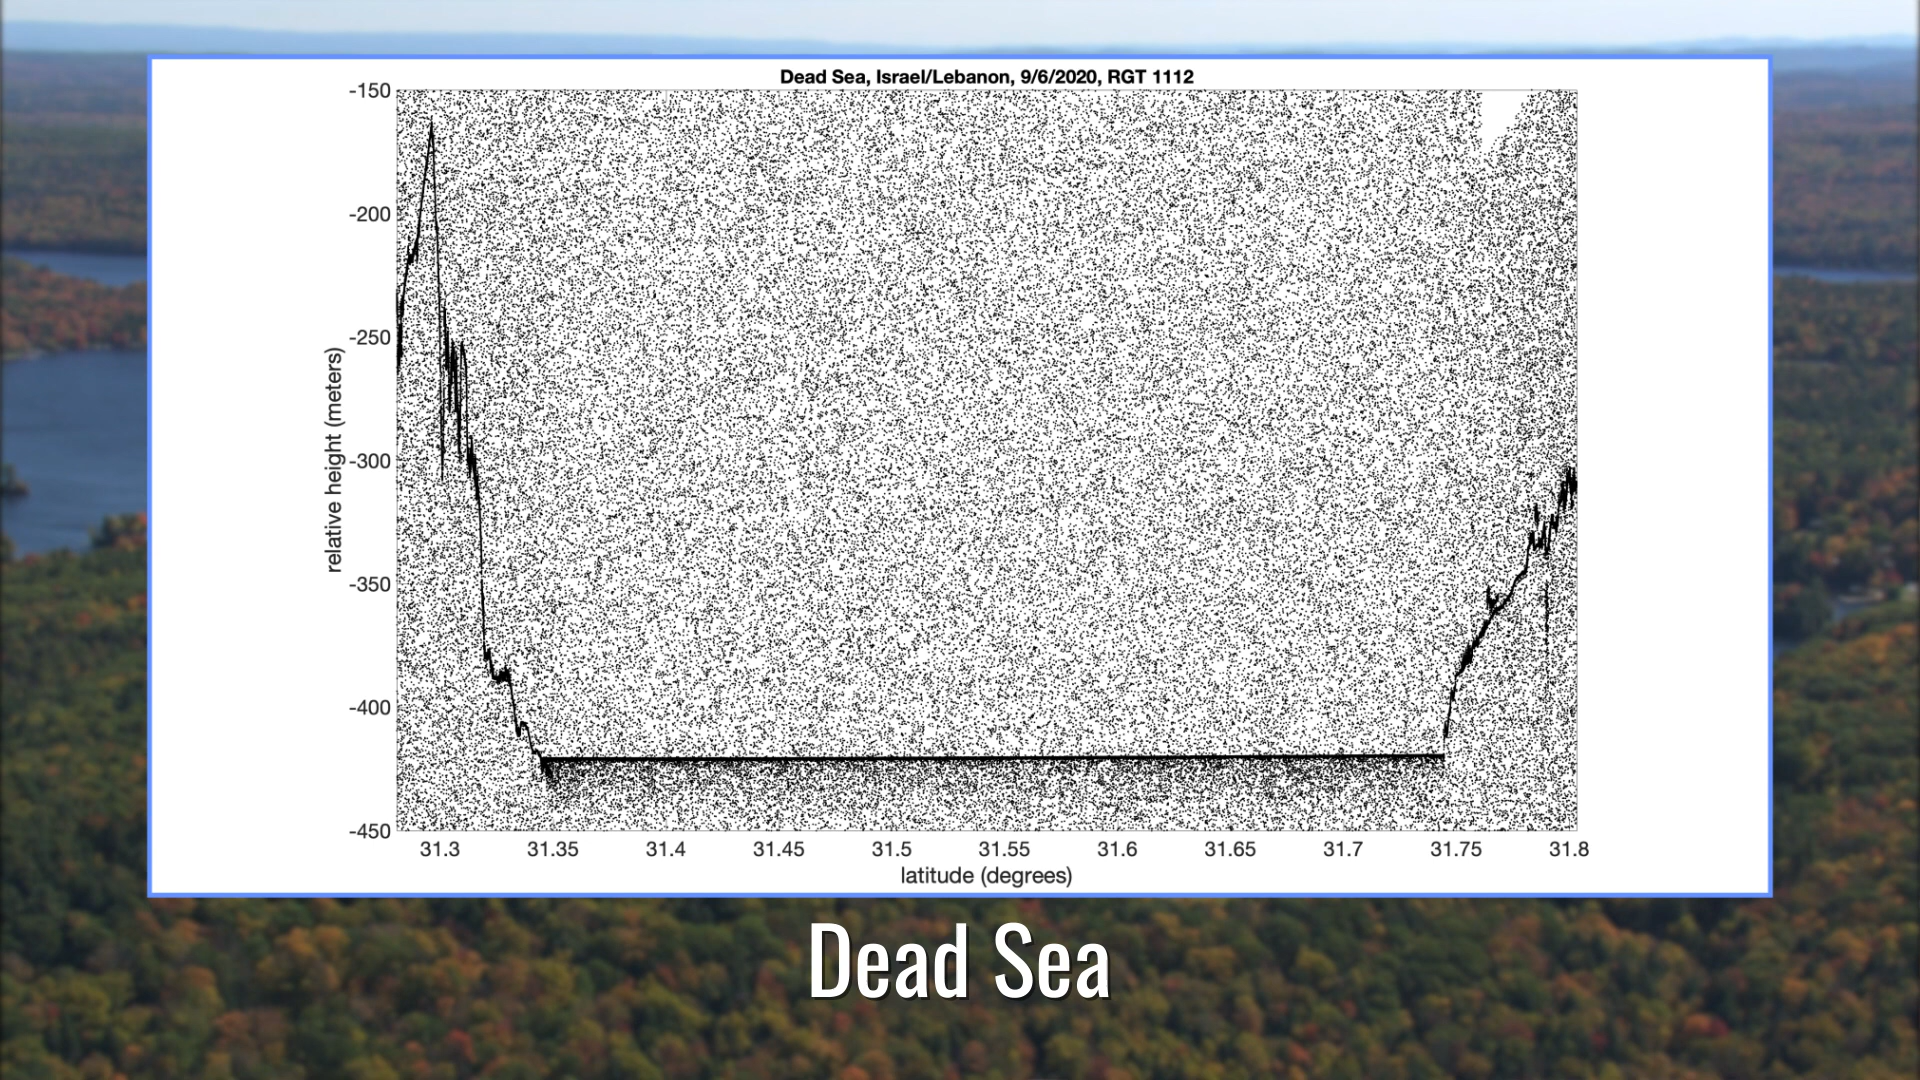 Dead Sea, Israel/Lebanon, 9/6/2020, RGT 1112
-150
-200
-250
-300
-350
-400
-450
relative height (meters)
31.3 31.35 31.4 31.45 31.5 31.55 31.6 31.65 31.7 31.75 31.8
latitude (degrees)
Dead Sea